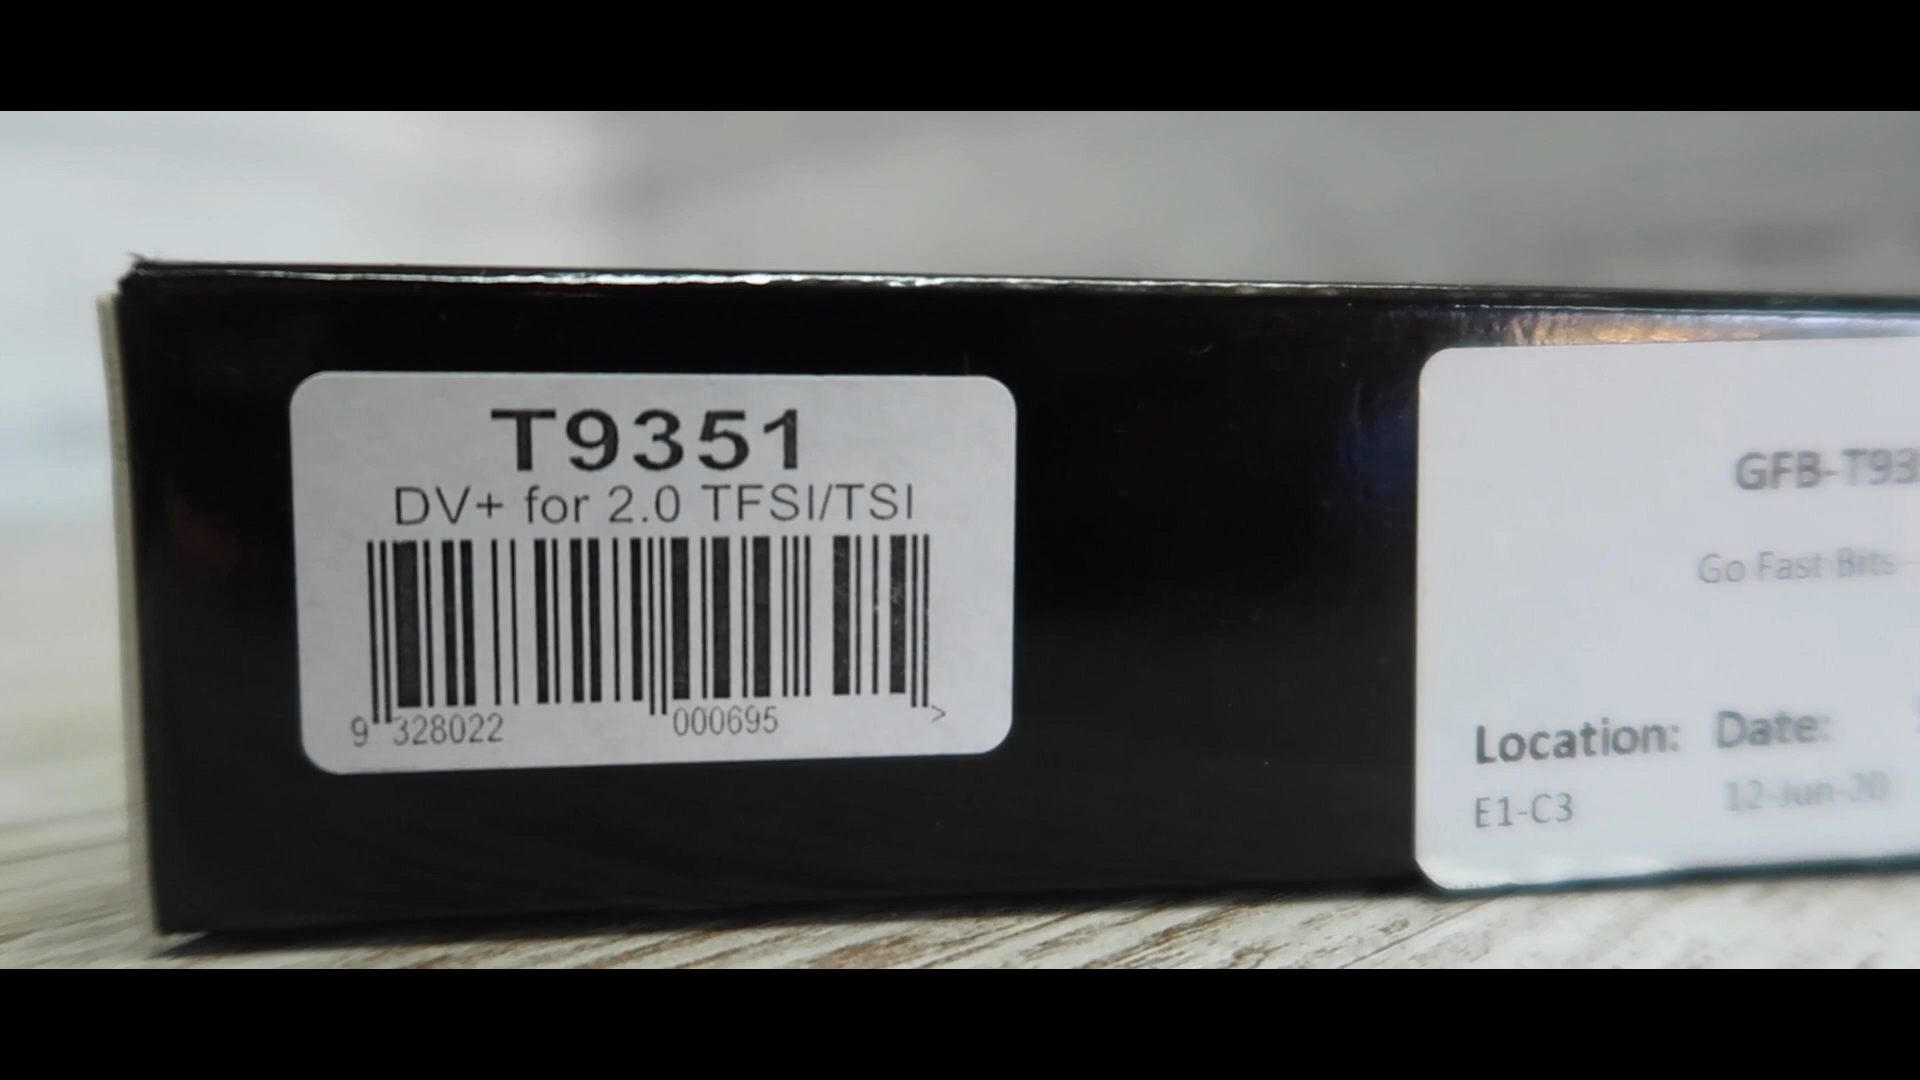 T9351
DV+ for 2.0 TFSI/TSI
9 328022 000695 >
GFB-T93
Go Fast Bits
Location: Date:
E1-C3 12-Jun-20